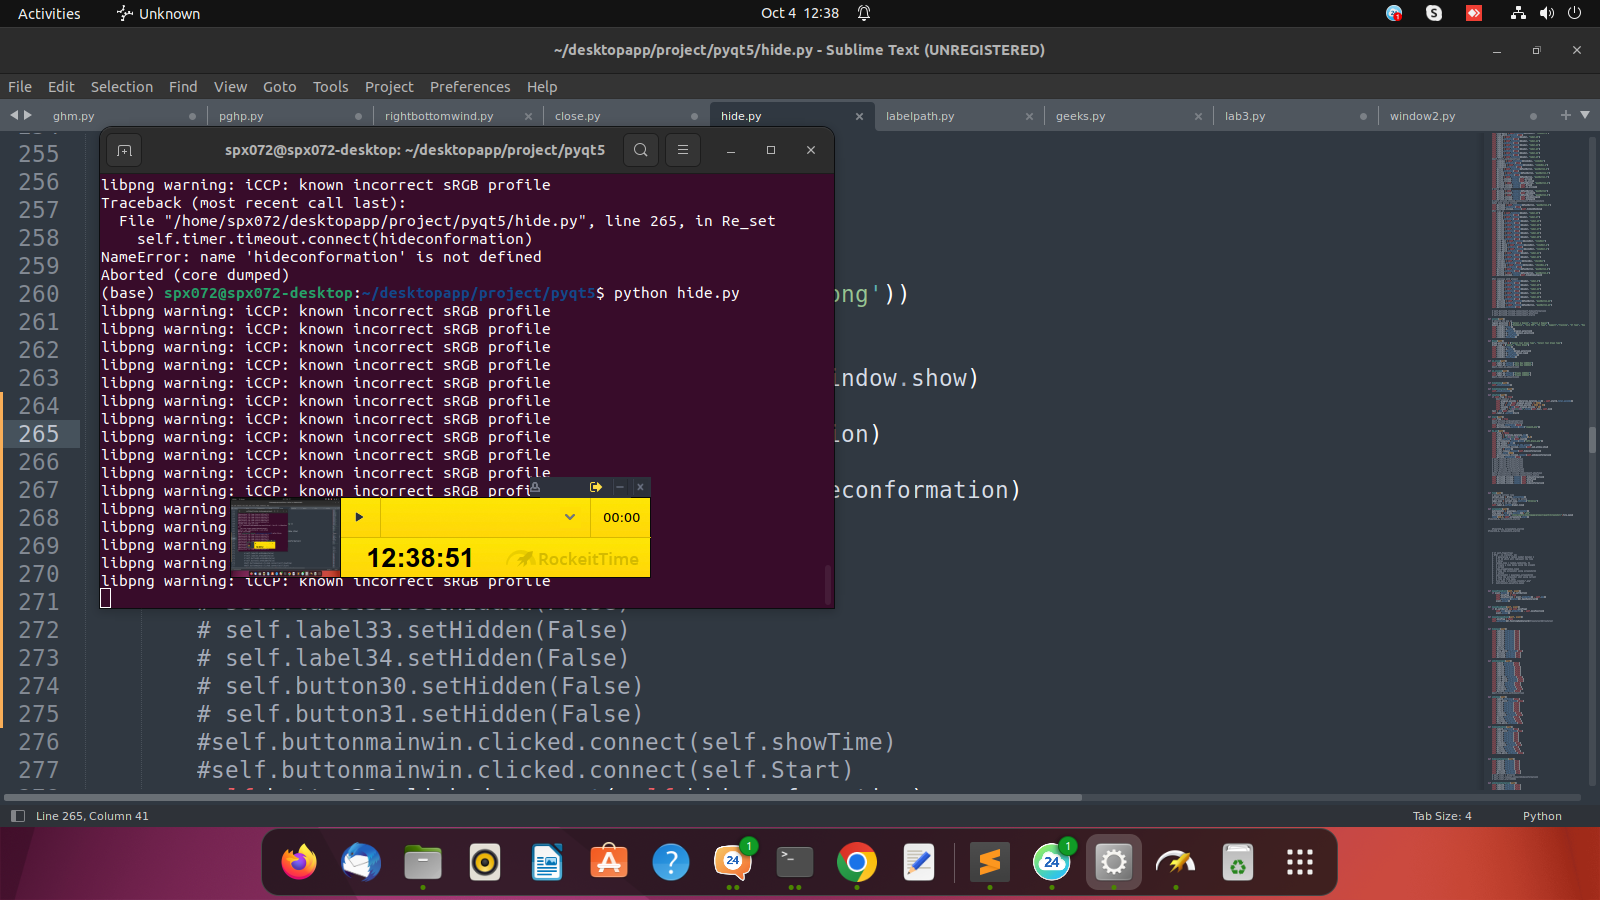 Activities
Unknown
Oct 4 12:38
~/desktopapp/project/pyqt5/hide.py - Sublime Text (UNREGISTERED)
File Edit Selection Find View Goto Tools Project Preferences Help
ghm.py
pghp.py
rightbottomwind.py
close.py
hide.py
labelpath.py
geeks.py
lab3.py
window2.py
spx072@spx072-desktop: ~/desktopapp/project/pyqt5
libpng warning: iCCP: known incorrect sRGB profile
Traceback (most recent call last):
File "/home/spx072/desktopapp/project/pyqt5/hide.py", line 265, in Re_set
self.timer.timeout.connect(hideconformation)
NameError: name 'hideconformation' is not defined
Aborted (core dumped)
(base) spx072@spx072-desktop:~/desktopapp/project/pyqt5$ python hide.py
libpng warning: iCCP: known incorrect sRGB profile
libpng warning: iCCP: known incorrect sRGB profile
libpng warning: iCCP: known incorrect sRGB profile
libpng warning: iCCP: known incorrect sRGB profile
libpng warning: iCCP: known incorrect sRGB profile
libpng warning: iCCP: known incorrect sRGB profile
libpng warning: iCCP: known incorrect sRGB profile
libpng warning: iCCP: known incorrect sRGB profile
libpng warning: iCCP: known incorrect sRGB profile
libpng warning: iCCP: known incorrect sRGB profile
libpng warning: iCCP: known incorrect sRGB prof
libpng warning
libpng warning
libpng warning
libpng warning
libpng warning: iCCP: known incorrect sRGB profile
00:00
12:38:51
RockeitTime
255
256
257
258
259
260 ong'))
261
262
263 indow.show)
264
265 ion)
266
267 econformation)
268
269
270
271 # self.label32.setHidden(False)
272 # self.label33.setHidden(False)
273 # self.label34.setHidden(False)
274 # self.button30.setHidden(False)
275 # self.button31.setHidden(False)
276 #self.buttonmainwin.clicked.connect(self.showTime)
277 #self.buttonmainwin.clicked.connect(self.Start)
Line 265, Column 41
Tab Size: 4
Python
24
1
24
1